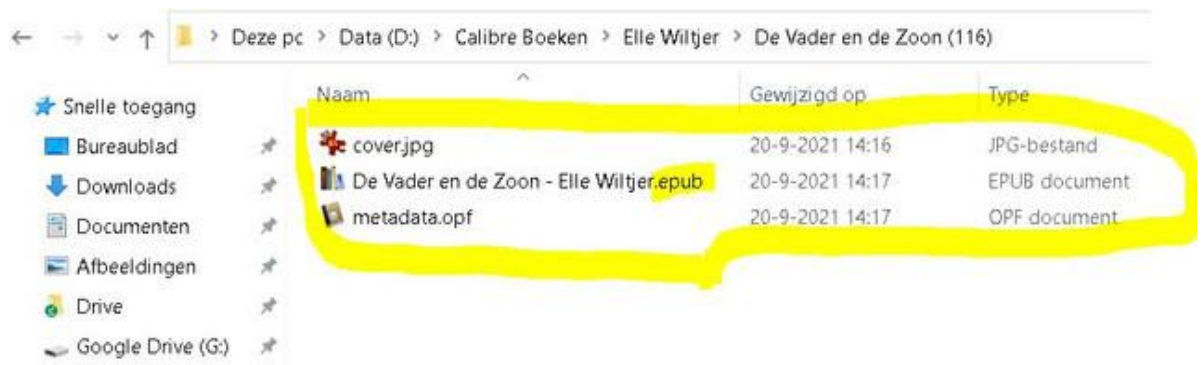 Deze pc > Data (D:) > Calibre Boeken > Elle Wiltjer > De Vader en de Zoon (116)
Naam Gewijzigd op Type
Snelle toegang
Bureaublad cover.jpg 20-9-2021 14:16 JPG-bestand
Downloads De Vader en de Zoon - Elle Wiltjer.epub 20-9-2021 14:17 EPUB document
Documenten metadata.opf 20-9-2021 14:17 OPF document
Afbeeldingen
Drive
Google Drive (G:)